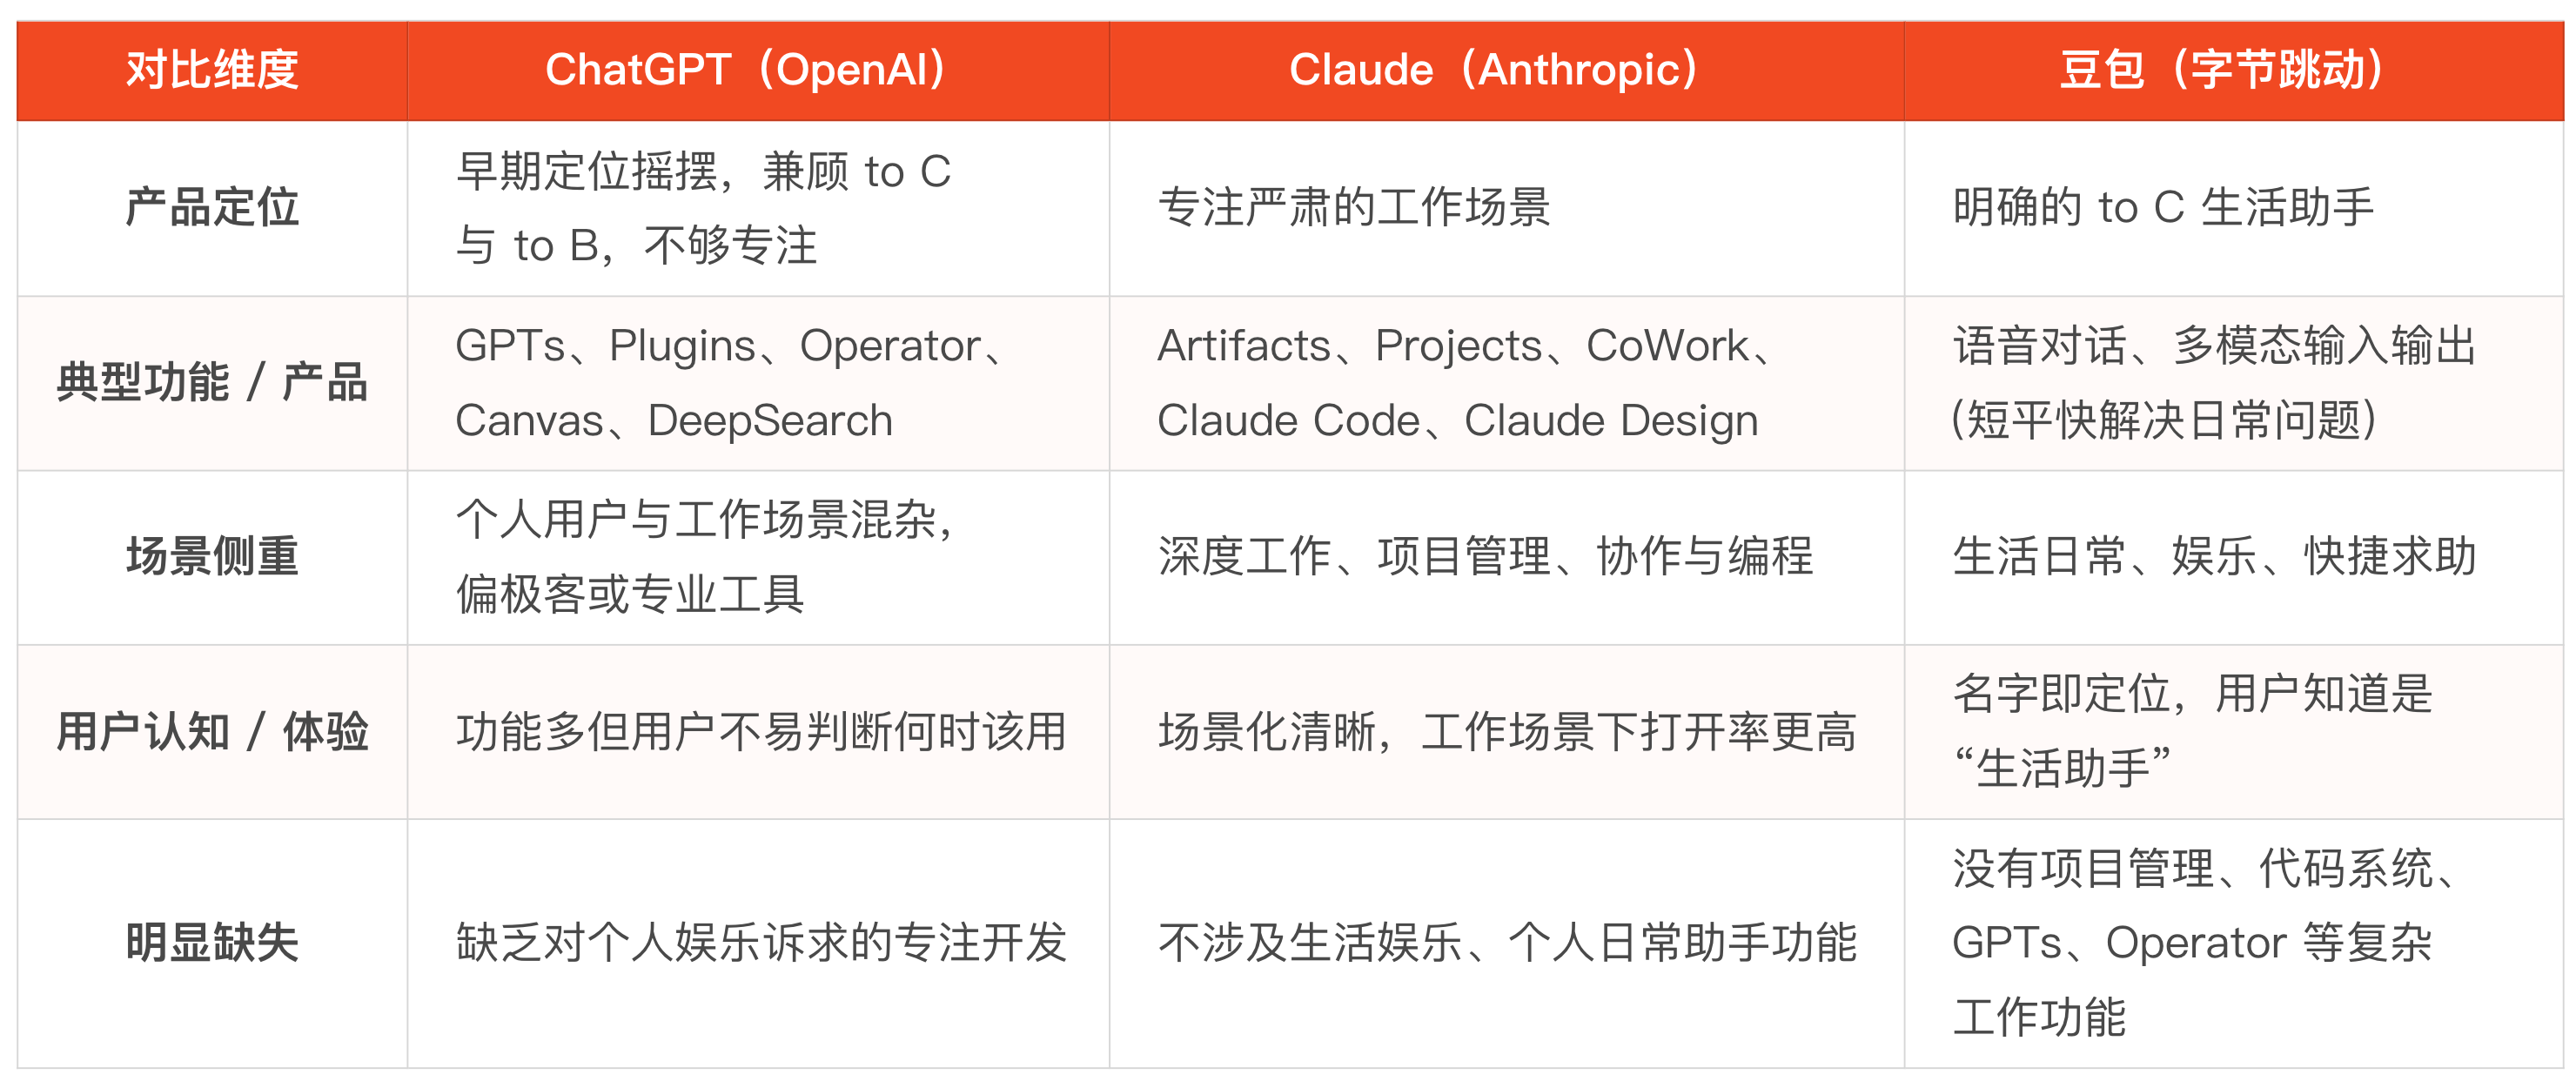 对比维度
ChatGPT（OpenAI）
Claude（Anthropic）
豆包（字节跳动）
产品定位
早期定位摇摆，兼顾 to C
与 to B，不够专注
专注严肃的工作场景
明确的 to C 生活助手
典型功能 / 产品
GPTs、Plugins、Operator、
Canvas、DeepSearch
Artifacts、Projects、CoWork、
Claude Code、Claude Design
语音对话、多模态输入输出
(短平快解决日常问题)
场景侧重
个人用户与工作场景混杂，
偏极客或专业工具
深度工作、项目管理、协作与编程
生活日常、娱乐、快捷求助
用户认知 / 体验
功能多但用户不易判断何时该用
场景化清晰，工作场景下打开率更高
名字即定位，用户知道是
“生活助手”
明显缺失
缺乏对个人娱乐诉求的专注开发
不涉及生活娱乐、个人日常助手功能
没有项目管理、代码系统、
GPTs、Operator 等复杂
工作功能